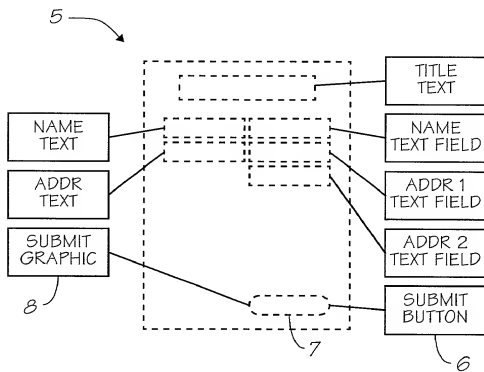 5
TITLE
TEXT
NAME
TEXT
NAME
TEXT FIELD
ADDR
TEXT
ADDR 1
TEXT FIELD
SUBMIT
GRAPHIC
ADDR 2
TEXT FIELD
SUBMIT
BUTTON
8
7
6